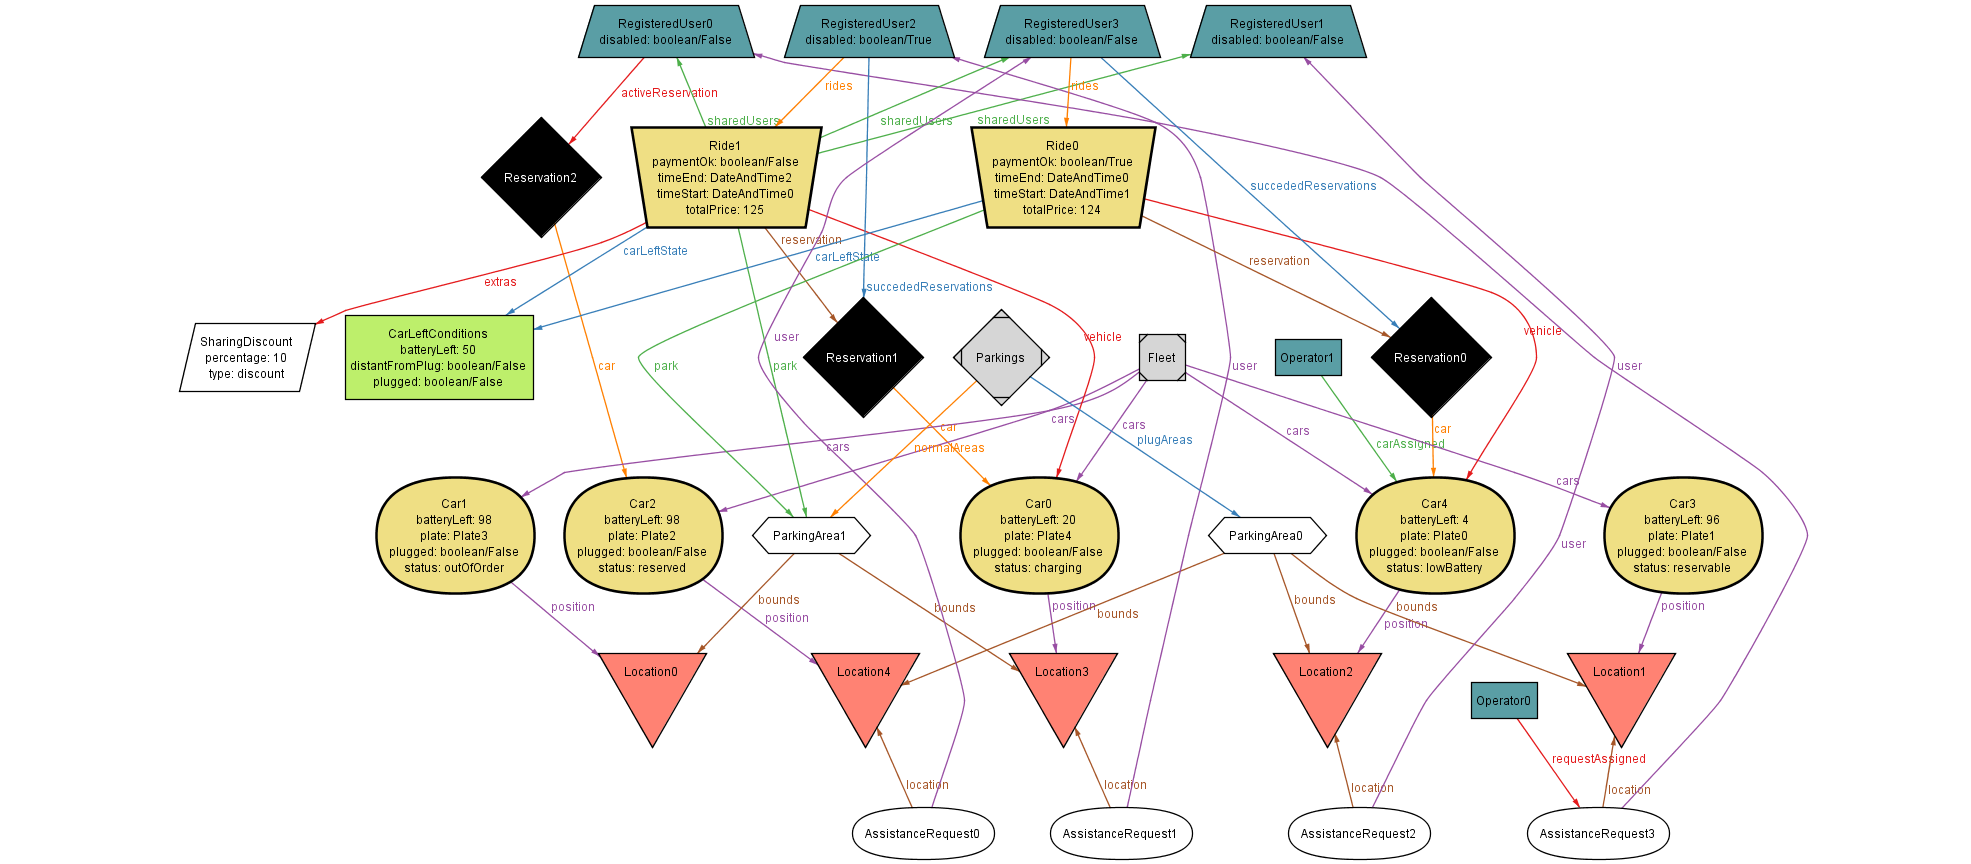 RegisteredUser0
disabled: boolean/False
RegisteredUser2
disabled: boolean/True
RegisteredUser3
disabled: boolean/False
RegisteredUser1
disabled: boolean/False
activeReservation
rides
rides
sharedUsers
sharedUsers
sharedUsers
Reservation2
Ride1
paymentOk: boolean/False
timeEnd: DateAndTime2
timeStart: DateAndTime0
totalPrice: 125
Ride0
paymentOk: boolean/True
timeEnd: DateAndTime0
timeStart: DateAndTime1
totalPrice: 124
succededReservations
reservation
carLeftState
carLeftState
reservation
extras
succededReservations
SharingDiscount
percentage: 10
type: discount
CarLeftConditions
batteryLeft: 50
distantFromPlug: boolean/False
plugged: boolean/False
car
park
user
park
Reservation1
Parkings
vehicle
Fleet
user
Operator1
Reservation0
vehicle
user
cars
car
normalAreas
cars
cars
plugAreas
cars
carAssigned
car
cars
Car1
batteryLeft: 98
plate: Plate3
plugged: boolean/False
status: outOfOrder
Car2
batteryLeft: 98
plate: Plate2
plugged: boolean/False
status: reserved
ParkingArea1
Car0
batteryLeft: 20
plate: Plate4
plugged: boolean/False
status: charging
ParkingArea0
Car4
batteryLeft: 4
plate: Plate0
plugged: boolean/False
status: lowBattery
user
Car3
batteryLeft: 96
plate: Plate1
plugged: boolean/False
status: reservable
position
bounds
position
bounds
position
bounds
bounds
position
bounds
position
Location0
Location4
Location3
Location2
Location1
Operator0
requestAssigned
location
location
location
location
AssistanceRequest0
AssistanceRequest1
AssistanceRequest2
AssistanceRequest3